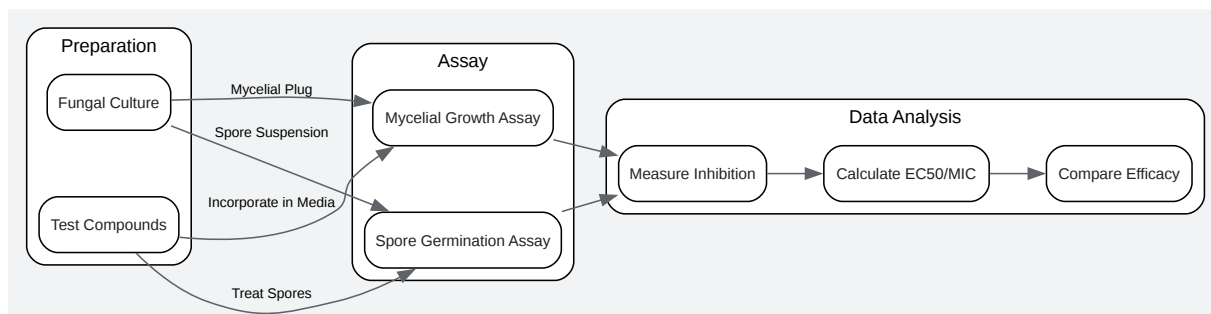 Preparation
Fungal Culture
Test Compounds
Mycelial Plug
Spore Suspension
Incorporate in Media
Treat Spores
Assay
Mycelial Growth Assay
Spore Germination Assay
Data Analysis
Measure Inhibition
Calculate EC50/MIC
Compare Efficacy